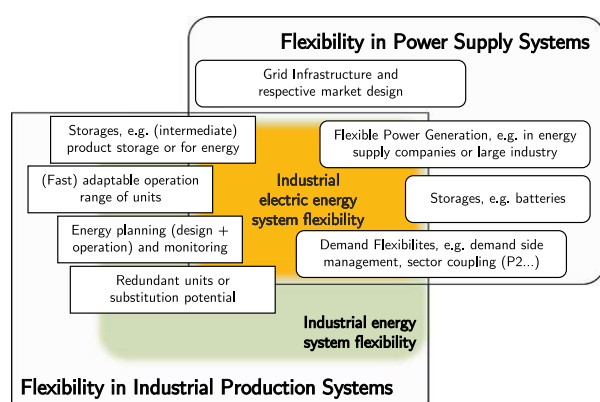 Flexibility in Power Supply Systems
Grid Infrastructure and
respective market design
Storages, e.g. (intermediate)
product storage or for energy
Flexible Power Generation, e.g. in energy
supply companies or large industry
(Fast) adaptable operation
range of units
Industrial
electric energy
system flexibility
Storages, e.g. batteries
Energy planning (design +
operation) and monitoring
Demand Flexibilites, e.g. demand side
management, sector coupling (P2...)
Redundant units or
substitution potential
Industrial energy
system flexibility
Flexibility in Industrial Production Systems